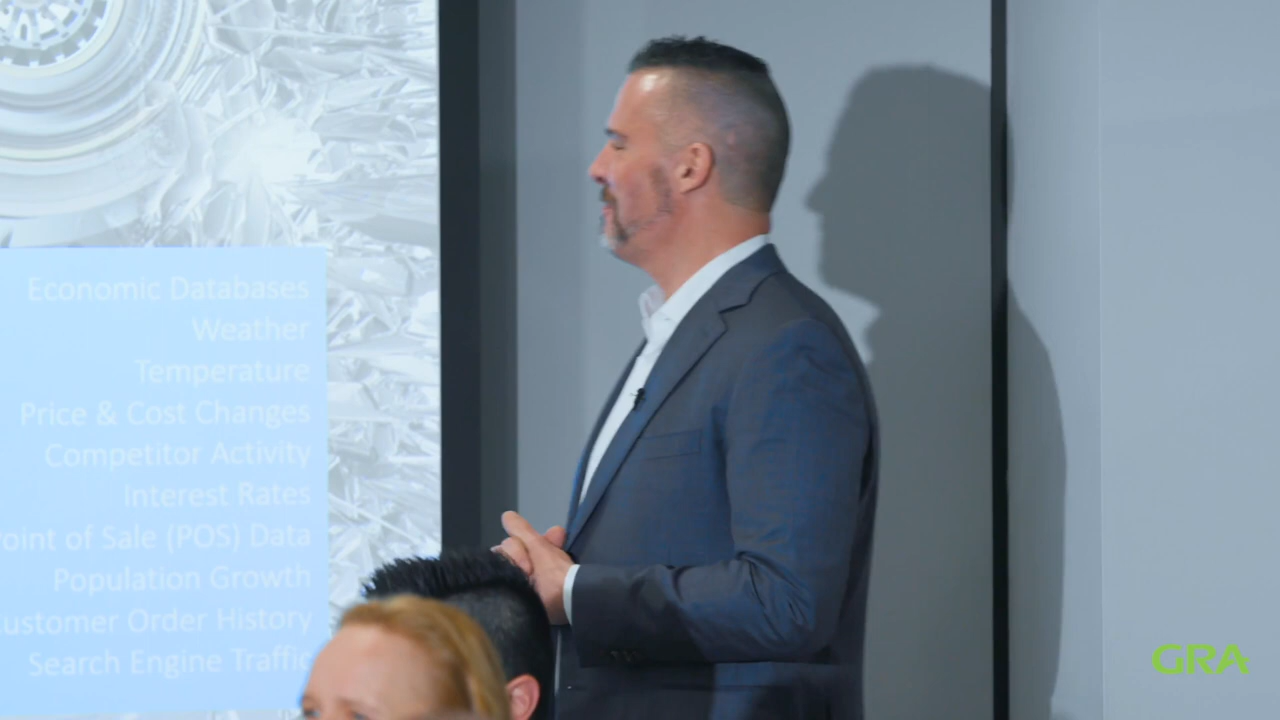 Economic Databases
Weather
Temperature
Price & Cost Changes
Competitor Activity
Interest Rates
oint of Sale (POS) Data
Population Growth
ustomer Order History
Search Engine Traffic
GRA